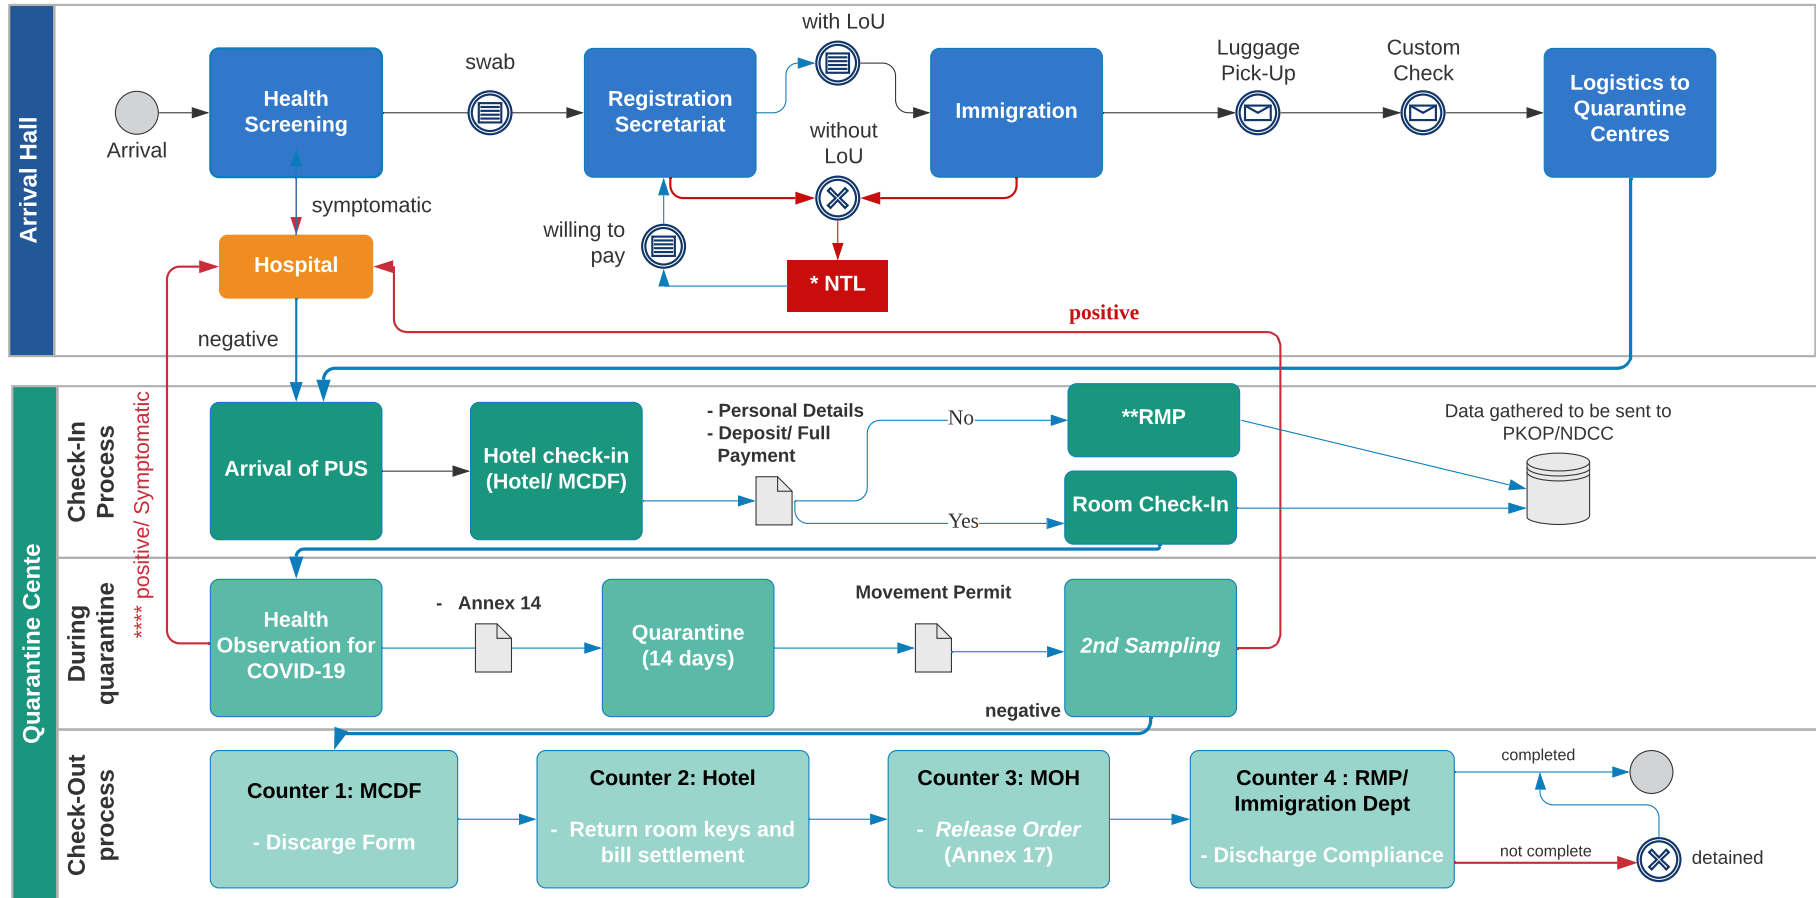 Arrival Hall
Arrival
Health
Screening
swab
Registration
Secretariat
with LoU
without
LoU
Immigration
Luggage
Pick-Up
Custom
Check
Logistics to
Quarantine
Centres
symptomatic
Hospital
willing to
pay
* NTL
negative
positive
Quarantine Cente
Check-In
Process
**** positive/ Symptomatic
Arrival of PUS
Hotel check-in
(Hotel/ MCDF)
- Personal Details
- Deposit/ Full
Payment
No
Yes
**RMP
Room Check-In
Data gathered to be sent to
PKOP/NDCC
During
quarantine
Health
Observation for
COVID-19
- Annex 14
Quarantine
(14 days)
Movement Permit
2nd Sampling
negative
Check-Out
process
Counter 1: MCDF
- Discarge Form
Counter 2: Hotel
- Return room keys and
bill settlement
Counter 3: MOH
- Release Order
(Annex 17)
Counter 4 : RMP/
Immigration Dept
- Discharge Compliance
completed
not complete
detained